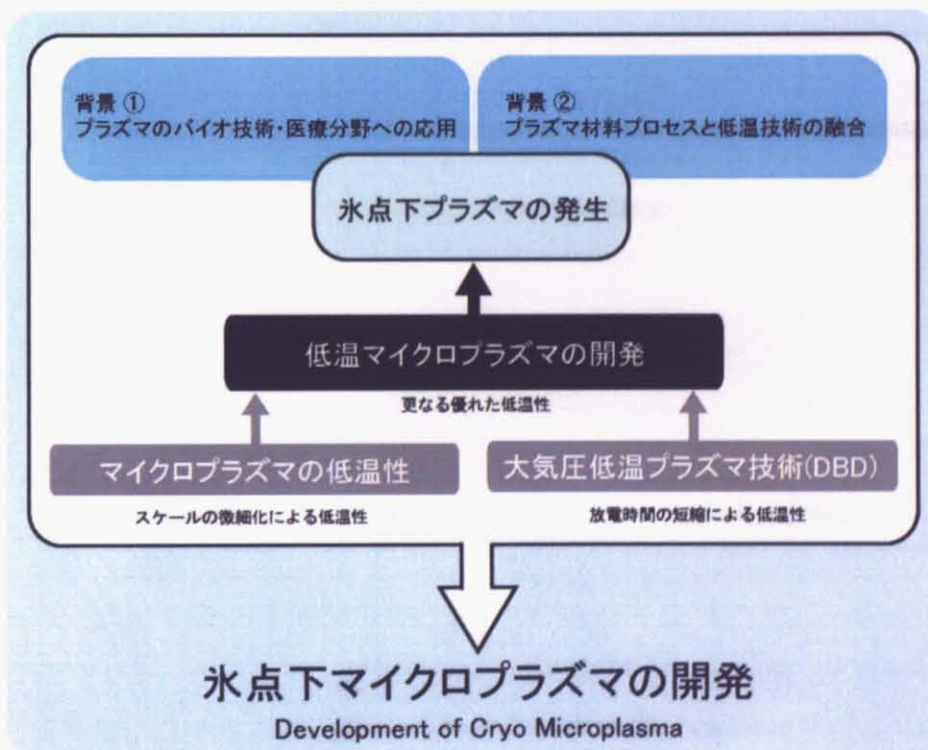 背景 ①
プラズマのバイオ技術・医療分野への応用
背景 ②
プラズマ材料プロセスと低温技術の融合
氷点下プラズマの発生
低温マイクロプラズマの開発
更なる優れた低温性
マイクロプラズマの低温性
大気圧低温プラズマ技術(DBD)
スケールの微細化による低温性
放電時間の短縮による低温性
氷点下マイクロプラズマの開発
Development of Cryo Microplasma